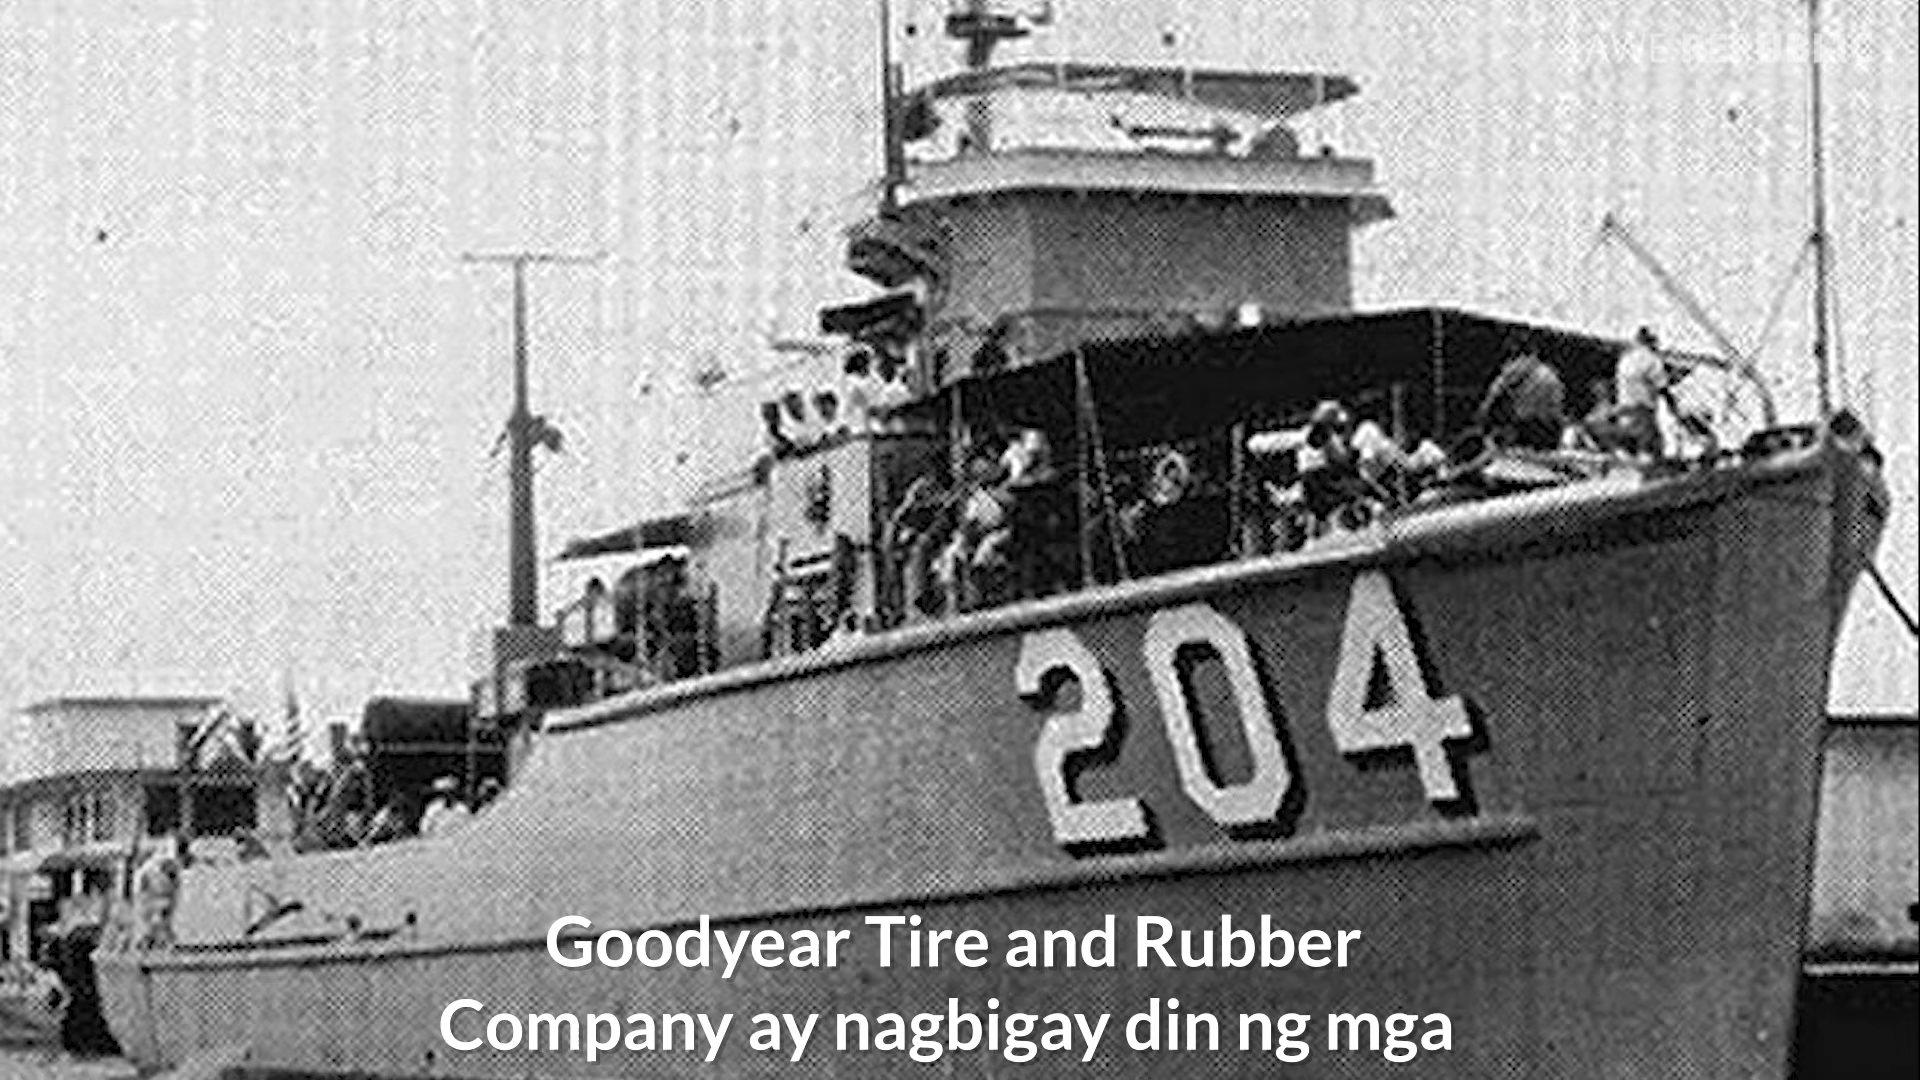 204
Goodyear Tire and Rubber
Company ay nagbigay din ng mga